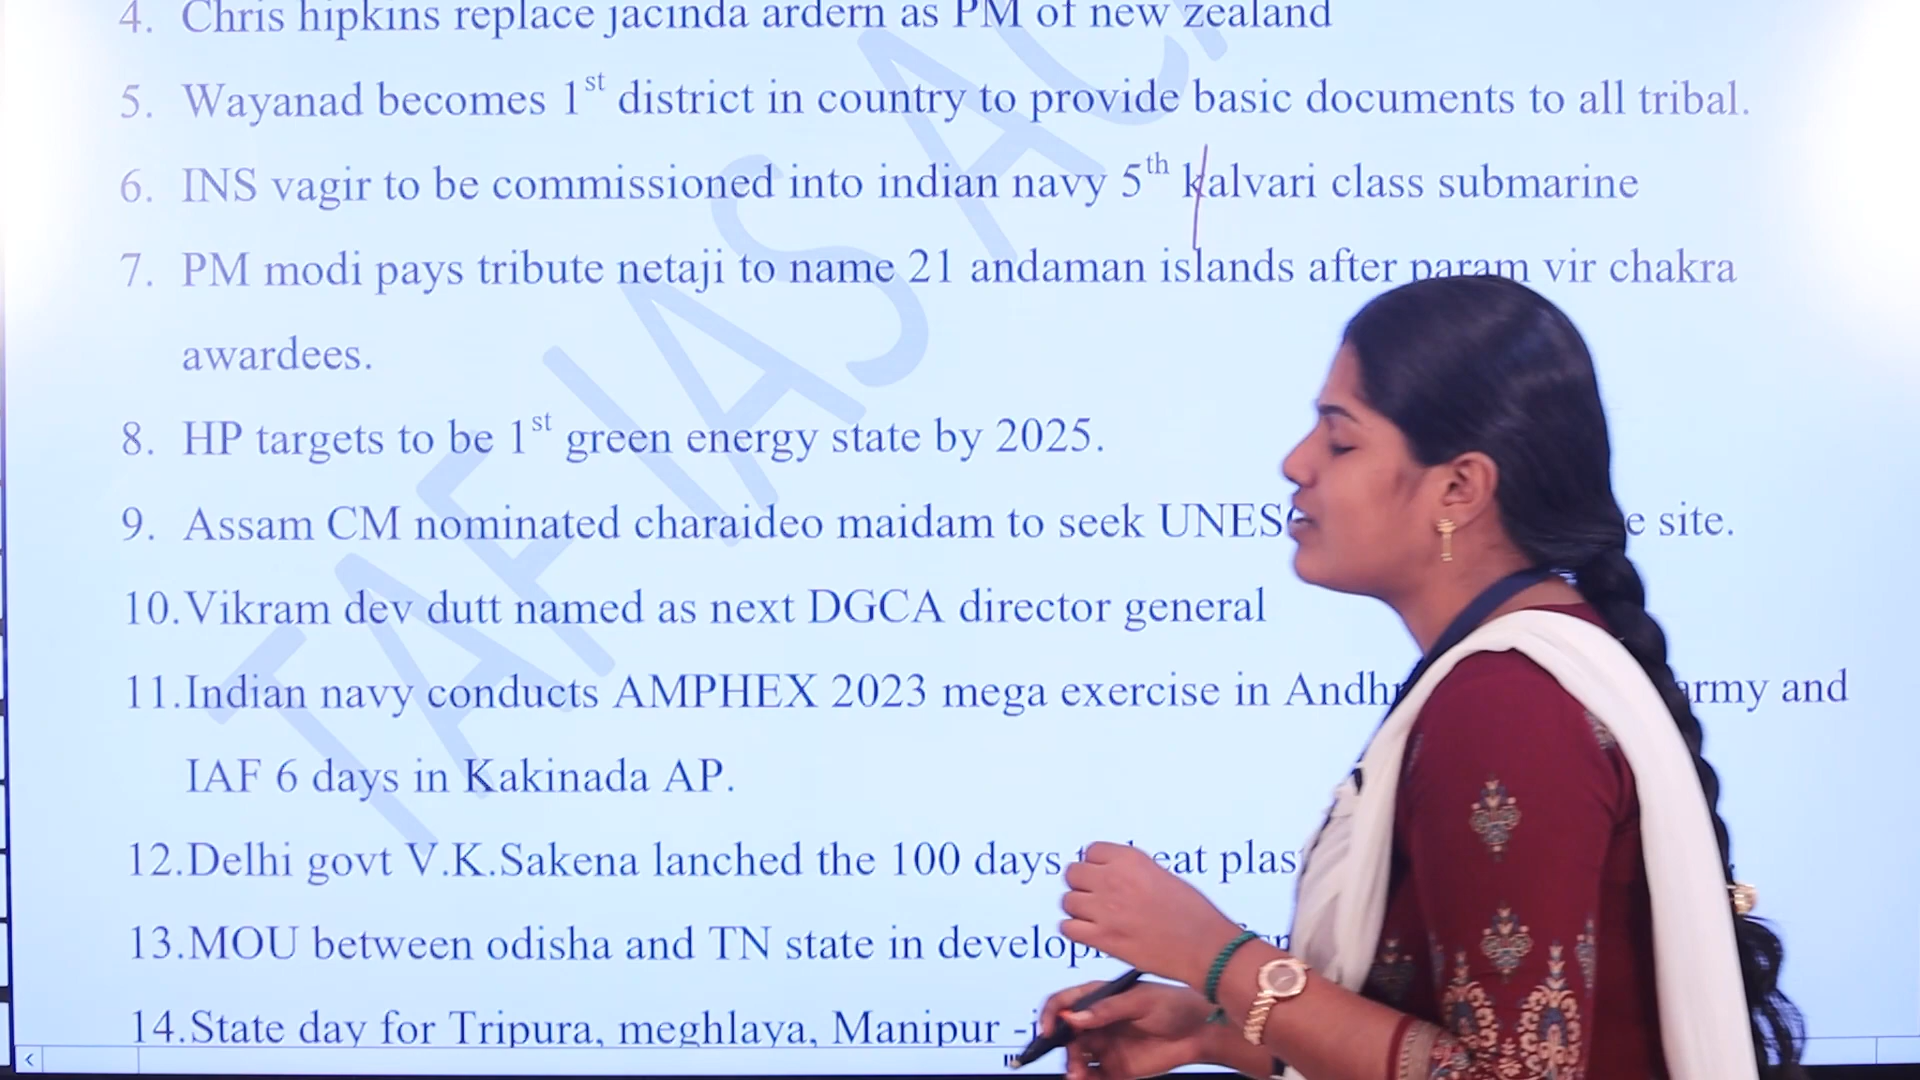 4. Chris hipkins replace jacinda ardern as PM of new zealand
5. Wayanad becomes 1st district in country to provide basic documents to all tribal.
6. INS vagir to be commissioned into indian navy 5th kalvari class submarine
7. PM modi pays tribute netaji to name 21 andaman islands after param vir chakra
awardees.
8. HP targets to be 1st green energy state by 2025.
9. Assam CM nominated charaideo maidam to seek site.
10. Vikram dev dutt named as next DGCA director general
11. Indian navy conducts AMPHEX 2023 mega exercise in army and
IAF 6 days in Kakinada AP.
12. Delhi govt V.K.Sakena lanched the 100 days
13. MOU between odisha and TN state in
14. State day for Tripura, meghlaya, Manipur -
TAF IAS